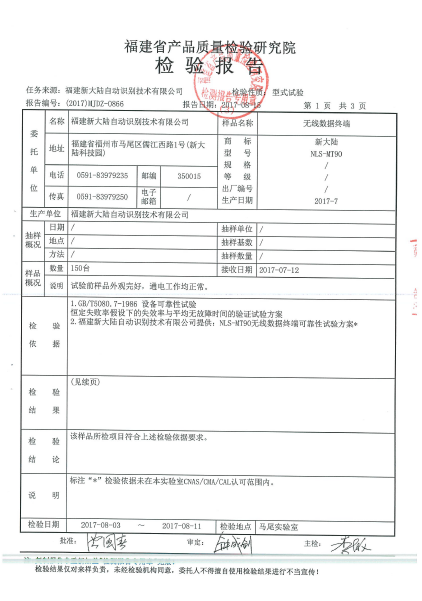 福建省产品质量检验研究院
检 验 报 告
任务来源: 福建新大陆自动识别技术有限公司 检验性质: 型式试验
报告编号: (2017)MJDZ-0866 报告日期: 2017-08-15 第 1 页 共 3 页
委托单位 名称 福建新大陆自动识别技术有限公司 样品名称 无线数据终端
地址 福建省福州市马尾区儒江西路1号(新大陆科技园)
商 标 新大陆
型 号 NLS-MT90
规 格 /
等 级 /
出厂编号 /
生产日期 2017-7
电话 0591-83979235 邮编 350015
传真 0591-83979250 电子邮箱 /
生产单位 福建新大陆自动识别技术有限公司
抽样概况 日期 / 抽样单位 /
地点 / 抽样基数 /
方法 / 抽样数量 /
样品概况 数量 150台 接收日期 2017-07-12
说明 试验前样品外观完好，通电工作均正常。
检 验 依 据
1.GB/T5080.7-1986 设备可靠性试验
恒定失效率假设下的失效率与平均无故障时间的验证试验方案
2.福建新大陆自动识别技术有限公司提供: NLS-MT90无线数据终端可靠性试验方案*
检 验 结 果
(见续页)
检 验 结 论
该样品所检项目符合上述检验依据要求。
说 明
标注“*”检验依据未在本实验室CNAS/CMA/CAL认可范围内。
检验日期 2017-08-03 ～ 2017-08-11 检验地点 马尾实验室
批准: 审定: 主检:
检验结果仅对来样负责，未经检验机构同意，委托人不得擅自使用检验结果进行不当宣传！